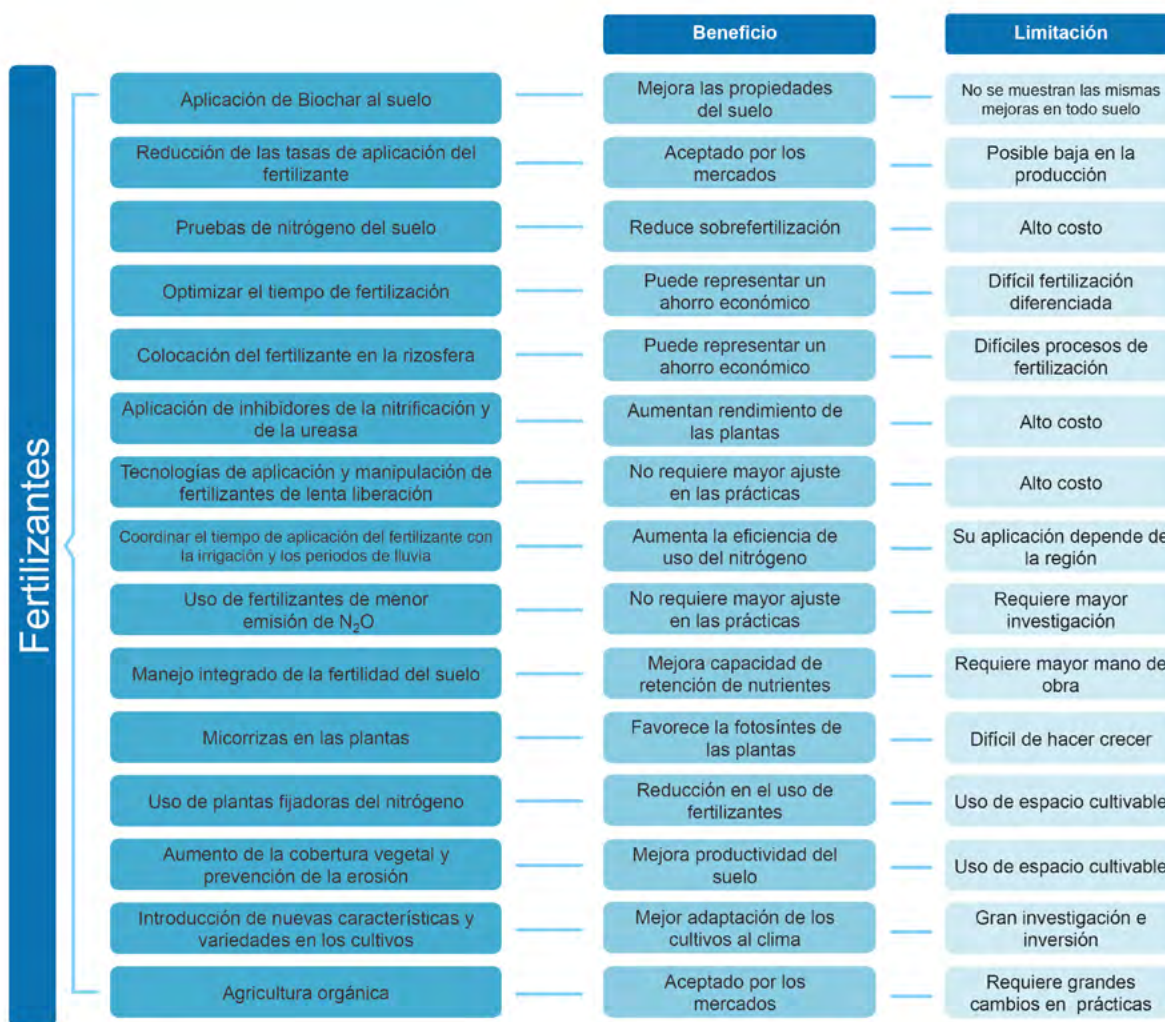 Beneficio
Limitación
Fertilizantes
Aplicación de Biochar al suelo
Mejora las propiedades
del suelo
No se muestran las mismas
mejoras en todo suelo
Reducción de las tasas de aplicación del
fertilizante
Aceptado por los
mercados
Posible baja en la
producción
Pruebas de nitrógeno del suelo
Reduce sobrefertilización
Alto costo
Optimizar el tiempo de fertilización
Puede representar un
ahorro económico
Difícil fertilización
diferenciada
Colocación del fertilizante en la rizosfera
Puede representar un
ahorro económico
Difíciles procesos de
fertilización
Aplicación de inhibidores de la nitrificación y
de la ureasa
Aumentan rendimiento de
las plantas
Alto costo
Tecnologías de aplicación y manipulación de
fertilizantes de lenta liberación
No requiere mayor ajuste
en las prácticas
Alto costo
Coordinar el tiempo de aplicación del fertilizante con
la irrigación y los periodos de lluvia
Aumenta la eficiencia de
uso del nitrógeno
Su aplicación depende de
la región
Uso de fertilizantes de menor
emisión de N₂O
No requiere mayor ajuste
en las prácticas
Requiere mayor
investigación
Manejo integrado de la fertilidad del suelo
Mejora capacidad de
retención de nutrientes
Requiere mayor mano de
obra
Micorrizas en las plantas
Favorece la fotosíntes de
las plantas
Difícil de hacer crecer
Uso de plantas fijadoras del nitrógeno
Reducción en el uso de
fertilizantes
Uso de espacio cultivable
Aumento de la cobertura vegetal y
prevención de la erosión
Mejora productividad del
suelo
Uso de espacio cultivable
Introducción de nuevas características y
variedades en los cultivos
Mejor adaptación de los
cultivos al clima
Gran investigación e
inversión
Agricultura orgánica
Aceptado por los
mercados
Requiere grandes
cambios en prácticas